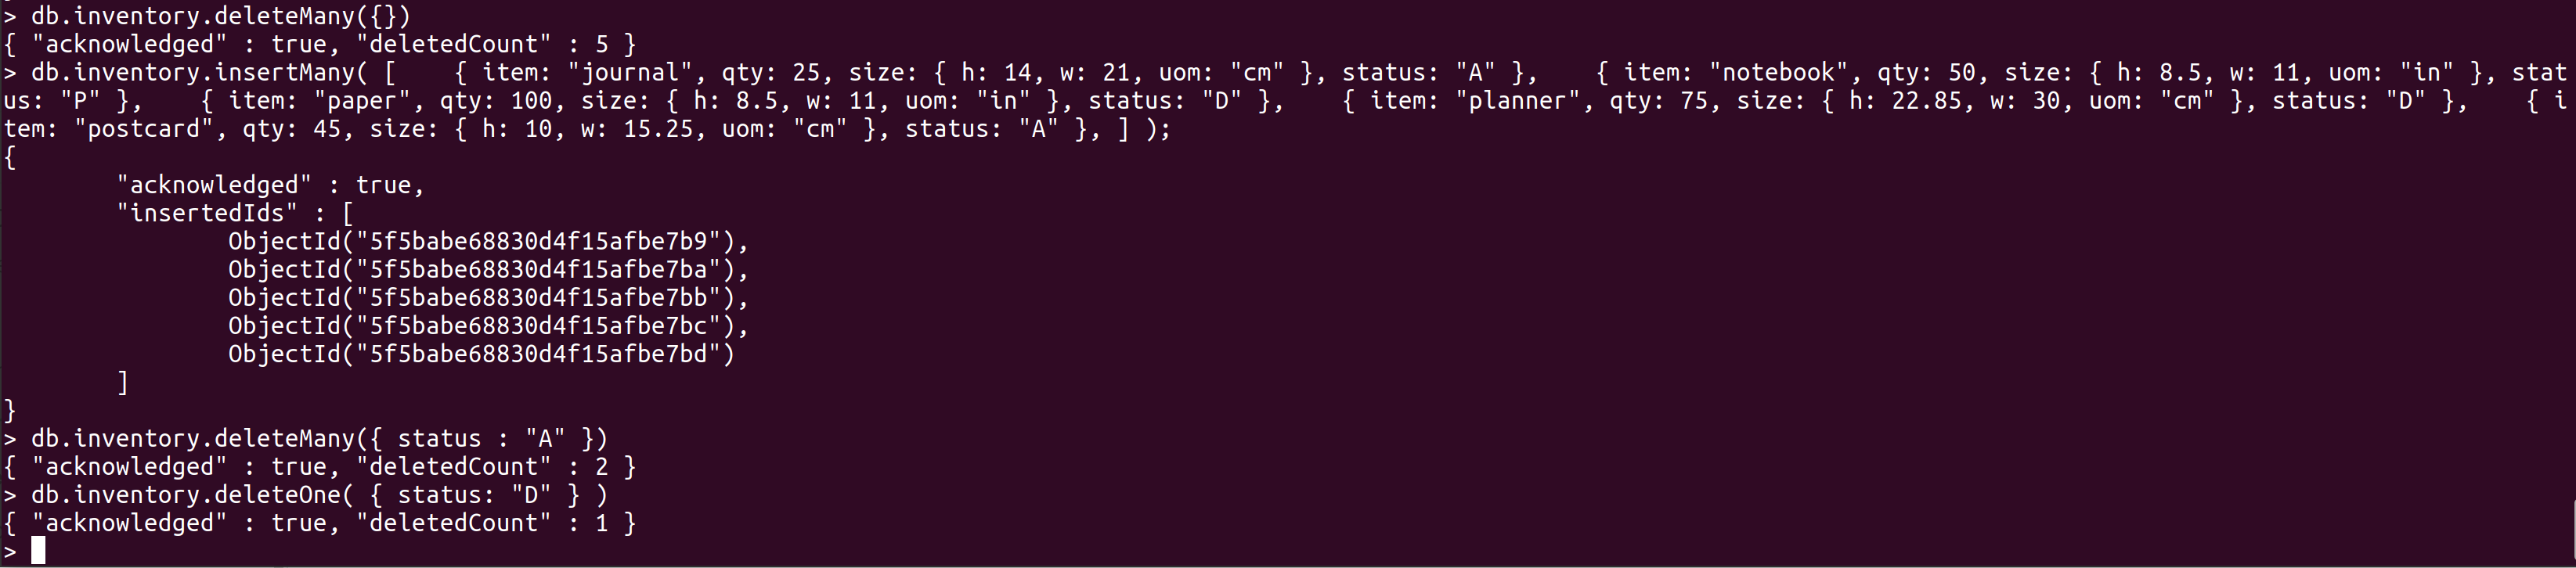 > db.inventory.deleteMany({})
{ "acknowledged" : true, "deletedCount" : 5 }
> db.inventory.insertMany( [    { item: "journal", qty: 25, size: { h: 14, w: 21, uom: "cm" }, status: "A" },    { item: "notebook", qty: 50, size: { h: 8.5, w: 11, uom: "in" }, stat
us: "P" },    { item: "paper", qty: 100, size: { h: 8.5, w: 11, uom: "in" }, status: "D" },    { item: "planner", qty: 75, size: { h: 22.85, w: 30, uom: "cm" }, status: "D" },    { i
tem: "postcard", qty: 45, size: { h: 10, w: 15.25, uom: "cm" }, status: "A" }, ] );
{
        "acknowledged" : true,
        "insertedIds" : [
                ObjectId("5f5babe68830d4f15afbe7b9"),
                ObjectId("5f5babe68830d4f15afbe7ba"),
                ObjectId("5f5babe68830d4f15afbe7bb"),
                ObjectId("5f5babe68830d4f15afbe7bc"),
                ObjectId("5f5babe68830d4f15afbe7bd")
        ]
}
> db.inventory.deleteMany({ status : "A" })
{ "acknowledged" : true, "deletedCount" : 2 }
> db.inventory.deleteOne( { status: "D" } )
{ "acknowledged" : true, "deletedCount" : 1 }
>